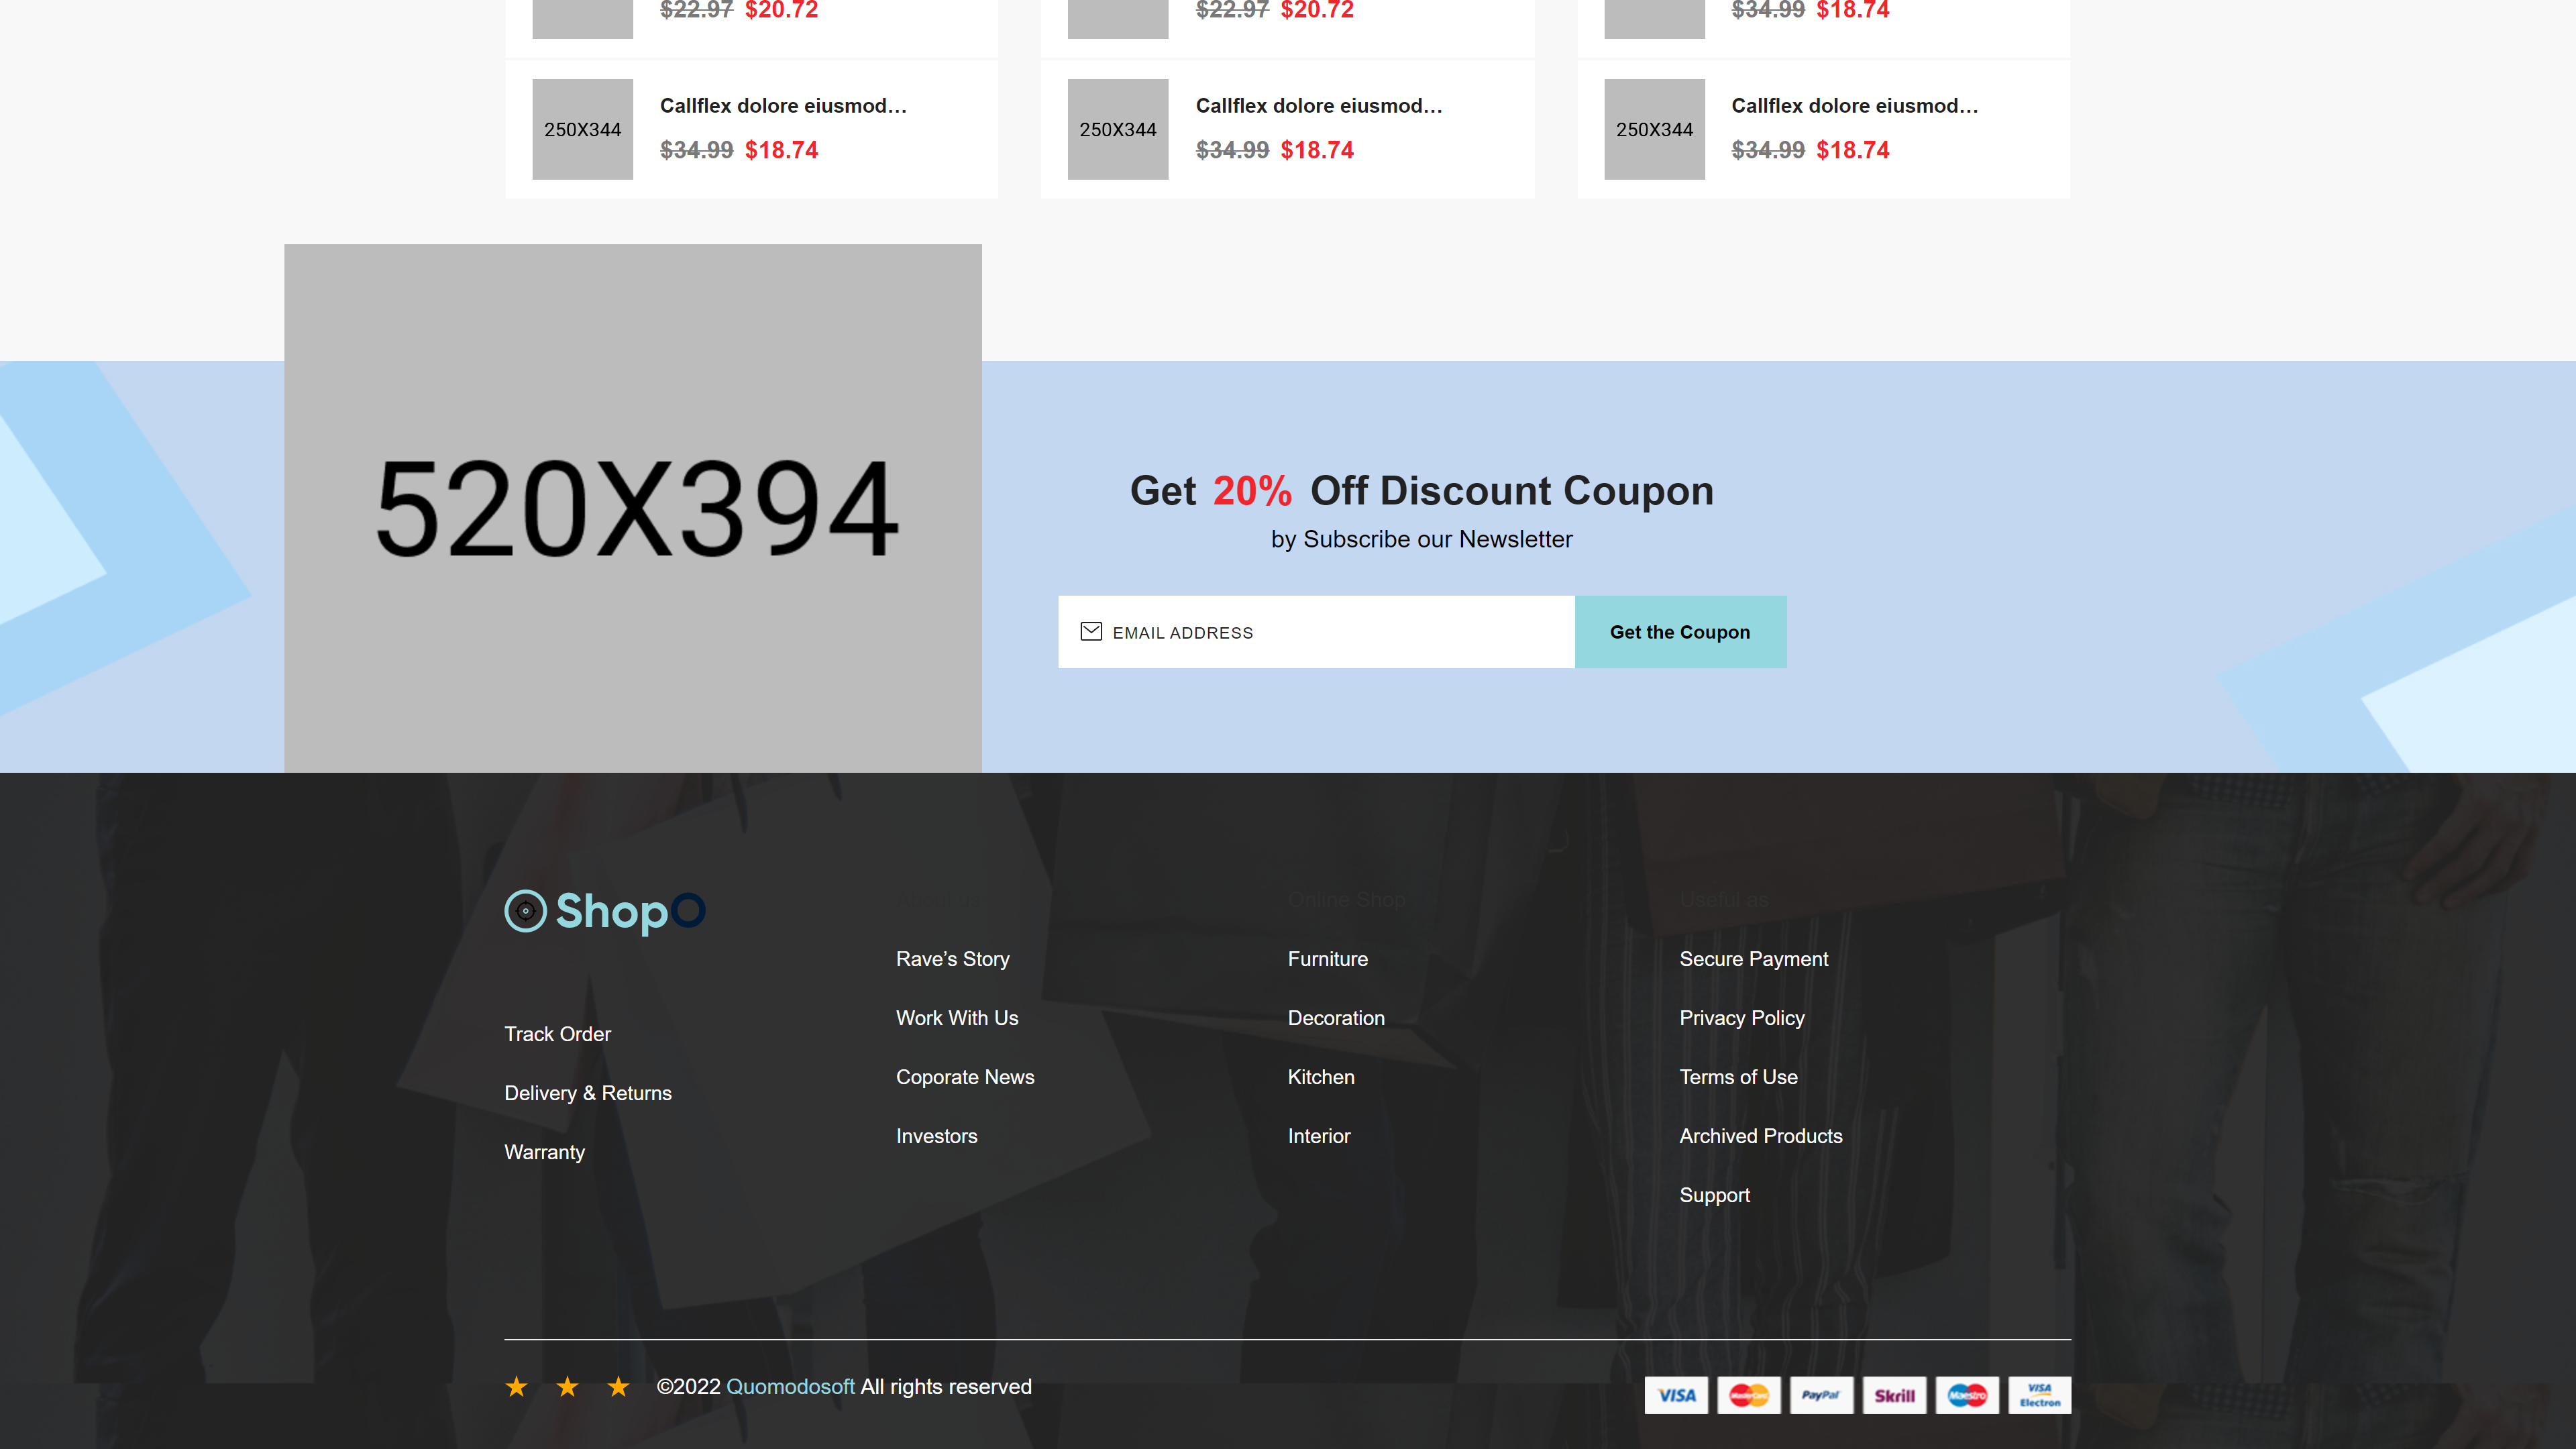 $22.97 $20.72
$22.97 $20.72
$34.99 $18.74
250X344
Callflex dolore eiusmod...
$34.99 $18.74
250X344
Callflex dolore eiusmod...
$34.99 $18.74
250X344
Callflex dolore eiusmod...
$34.99 $18.74
520X394
Get 20% Off Discount Coupon
by Subscribe our Newsletter
EMAIL ADDRESS
Get the Coupon
ShopO
Track Order
Delivery & Returns
Warranty
Rave’s Story
Work With Us
Coporate News
Investors
Online Shop
Furniture
Decoration
Kitchen
Interior
Useful as
Secure Payment
Privacy Policy
Terms of Use
Archived Products
Support
©2022 Quomodosoft All rights reserved
VISA
MasterCard
PayPal
Skrill
Maestro
VISA
Electron